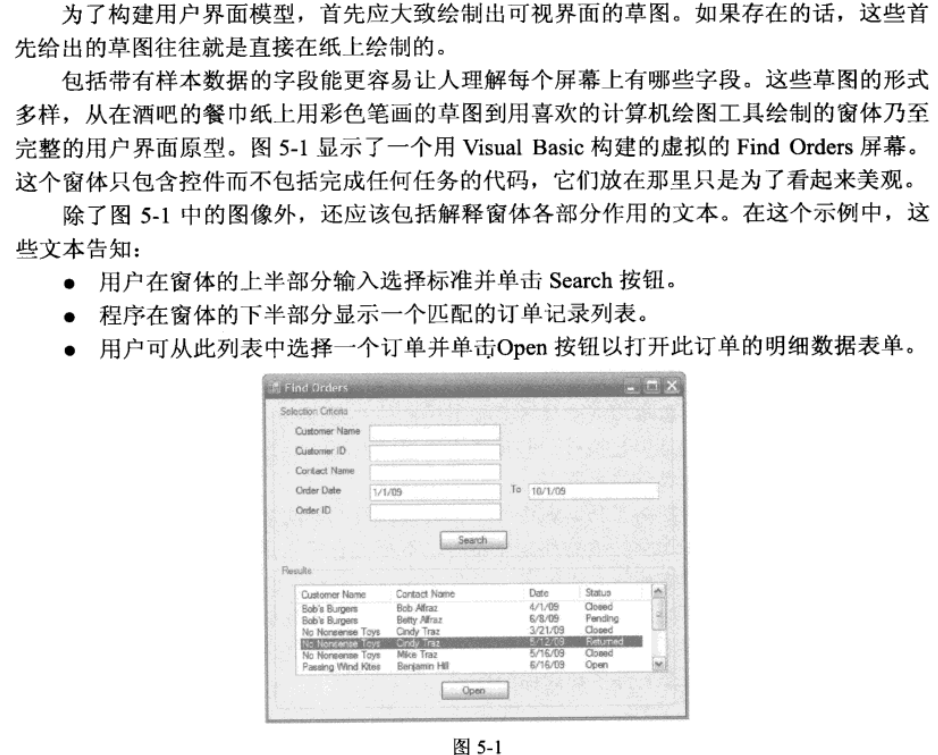 为了构建用户界面模型，首先应大致绘制出可视界面的草图。如果存在的话，这些首
先给出的草图往往就是直接在纸上绘制的。
包括带有样本数据的字段能更容易让人理解每个屏幕上有哪些字段。这些草图的形式
多样，从在酒吧的餐巾纸上用彩色笔画的草图到用喜欢的计算机绘图工具绘制的窗体乃至
完整的用户界面原型。图 5-1 显示了一个用 Visual Basic 构建的虚拟的 Find Orders 屏幕。
这个窗体只包含控件而不包括完成任何任务的代码，它们放在那里只是为了看起来美观。
除了图 5-1 中的图像外，还应该包括解释窗体各部分作用的文本。在这个示例中，这
些文本告知：
● 用户在窗体的上半部分输入选择标准并单击 Search 按钮。
● 程序在窗体的下半部分显示一个匹配的订单记录列表。
● 用户可从此列表中选择一个订单并单击Open 按钮以打开此订单的明细数据表单。
Find Orders
Selection Criteria
Customer Name
Customer ID
Contact Name
Order Date 1/1/09 To 10/1/09
Order ID
Search
Results
Customer Name Contact Name Date Status
Bob's Burgers Bob Alfraz 4/1/09 Closed
Bob's Burgers Betty Alfraz 6/8/09 Pending
No Nonsense Toys Cindy Traz 3/21/09 Closed
No Nonsense Toys Cindy Traz 5/12/09 Returned
No Nonsense Toys Mike Traz 5/16/09 Closed
Passing Wind Kites Benjamin Hill 6/16/09 Open
Open
图 5-1